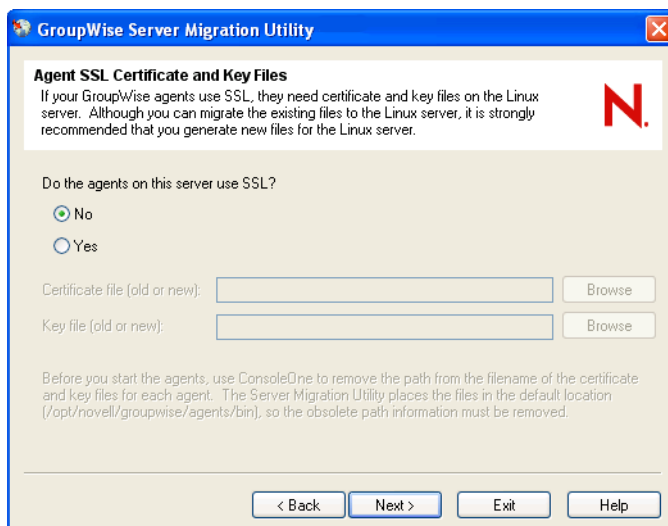 GroupWise Server Migration Utility
Agent SSL Certificate and Key Files
If your GroupWise agents use SSL, they need certificate and key files on the Linux
server. Although you can migrate the existing files to the Linux server, it is strongly
recommended that you generate new files for the Linux server.
N.
Do the agents on this server use SSL?
No
Yes
Certificate file (old or new):
Browse
Key file (old or new):
Browse
Before you start the agents, use ConsoleOne to remove the path from the filename of the certificate
and key files for each agent. The Server Migration Utility places the files in the default location
(/opt/novell/groupwise/agents/bin), so the obsolete path information must be removed.
< Back
Next >
Exit
Help